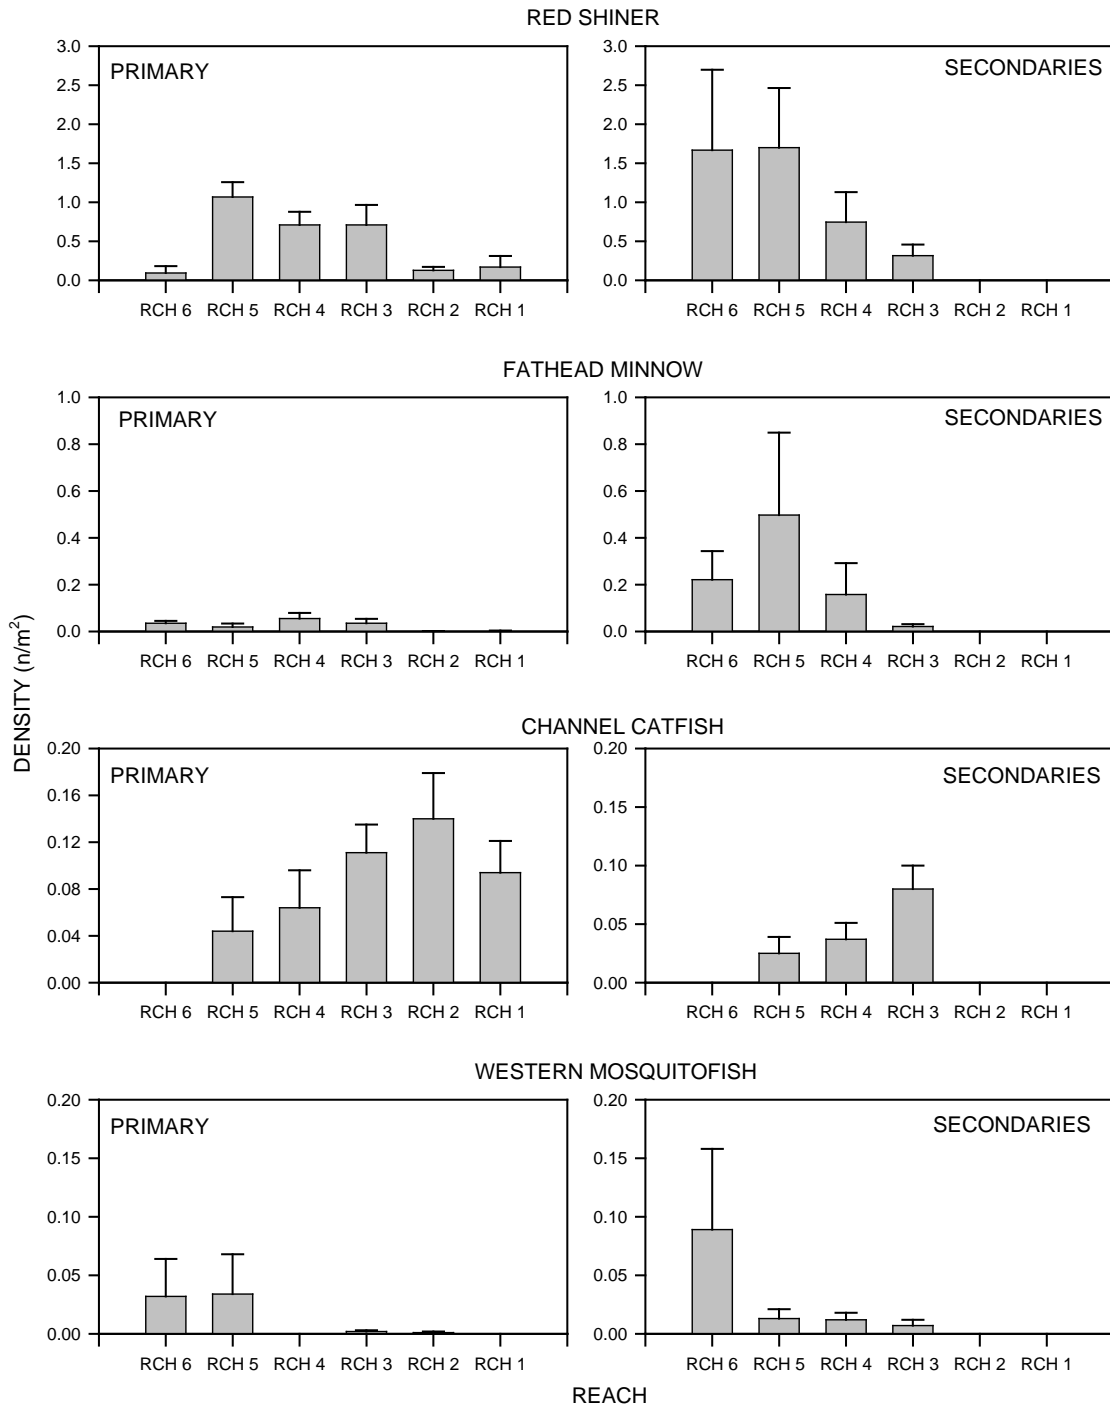 RED SHINER
PRIMARY
3.0
2.5
2.0
1.5
1.0
0.5
0.0
RCH 6 RCH 5 RCH 4 RCH 3 RCH 2 RCH 1
SECONDARIES
3.0
2.5
2.0
1.5
1.0
0.5
0.0
RCH 6 RCH 5 RCH 4 RCH 3 RCH 2 RCH 1
FATHEAD MINNOW
PRIMARY
1.0
0.8
0.6
0.4
0.2
0.0
RCH 6 RCH 5 RCH 4 RCH 3 RCH 2 RCH 1
SECONDARIES
1.0
0.8
0.6
0.4
0.2
0.0
RCH 6 RCH 5 RCH 4 RCH 3 RCH 2 RCH 1
DENSITY (n/m²)
CHANNEL CATFISH
PRIMARY
0.20
0.16
0.12
0.08
0.04
0.00
RCH 6 RCH 5 RCH 4 RCH 3 RCH 2 RCH 1
SECONDARIES
0.20
0.15
0.10
0.05
0.00
RCH 6 RCH 5 RCH 4 RCH 3 RCH 2 RCH 1
WESTERN MOSQUITOFISH
PRIMARY
0.20
0.15
0.10
0.05
0.00
RCH 6 RCH 5 RCH 4 RCH 3 RCH 2 RCH 1
SECONDARIES
0.20
0.15
0.10
0.05
0.00
RCH 6 RCH 5 RCH 4 RCH 3 RCH 2 RCH 1
REACH